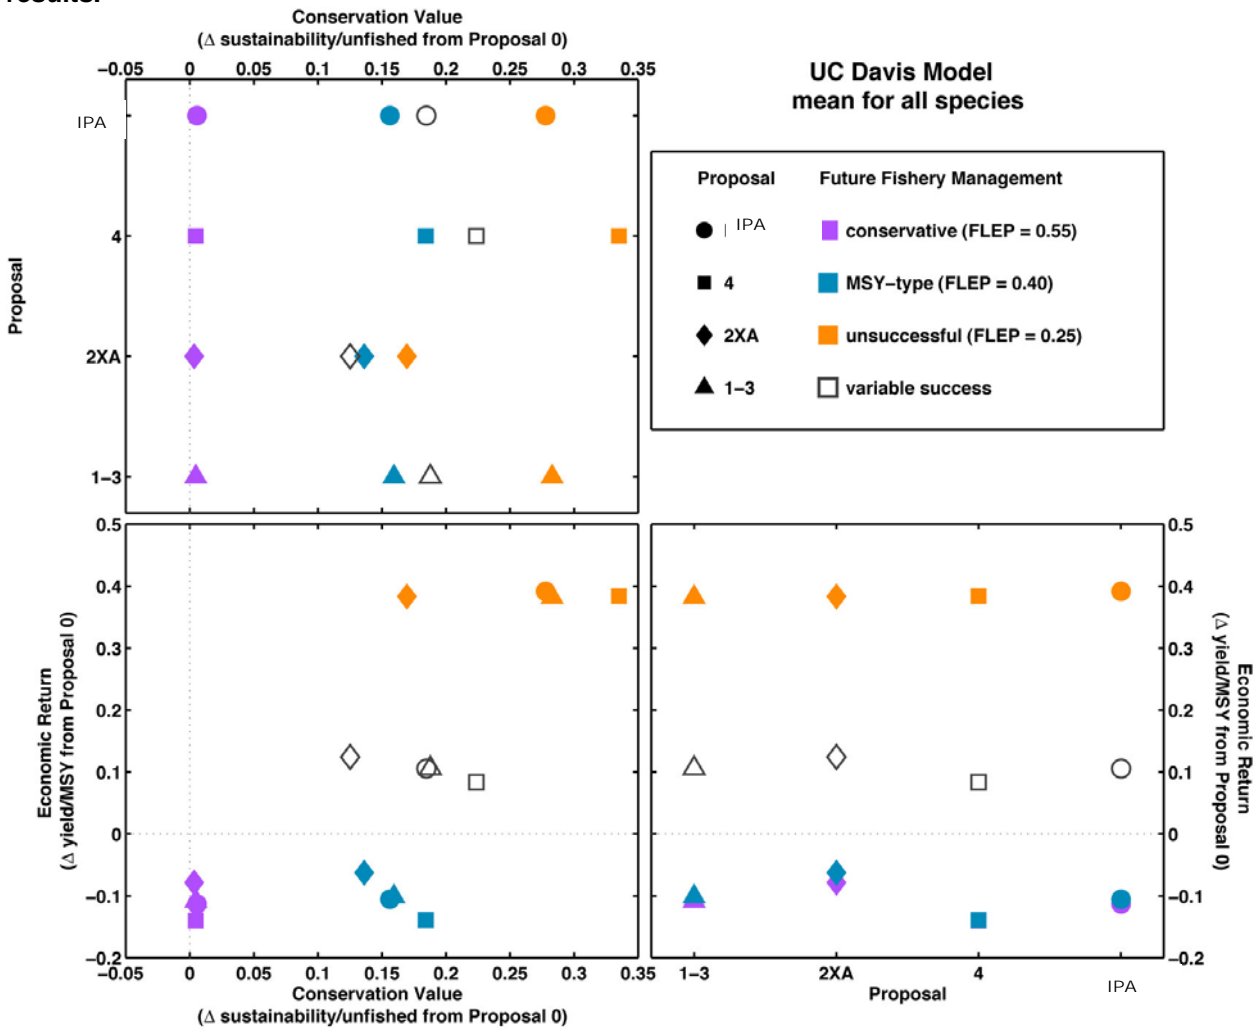 results.
Conservation Value
(Δ sustainability/unfished from Proposal 0)
−0.05 0 0.05 0.1 0.15 0.2 0.25 0.3 0.35
IPA
4
2XA
1−3
Proposal
UC Davis Model
mean for all species
Proposal Future Fishery Management
IPA conservative (FLEP = 0.55)
4 MSY−type (FLEP = 0.40)
2XA unsuccessful (FLEP = 0.25)
1−3 variable success
0.5
0.4
0.3
0.2
0.1
0
−0.1
−0.2
Economic Return
(Δ yield/MSY from Proposal 0)
−0.05 0 0.05 0.1 0.15 0.2 0.25 0.3 0.35
Conservation Value
(Δ sustainability/unfished from Proposal 0)
0.5
0.4
0.3
0.2
0.1
0
−0.1
−0.2
Economic Return
(Δ yield/MSY from Proposal 0)
1−3 2XA 4 IPA
Proposal